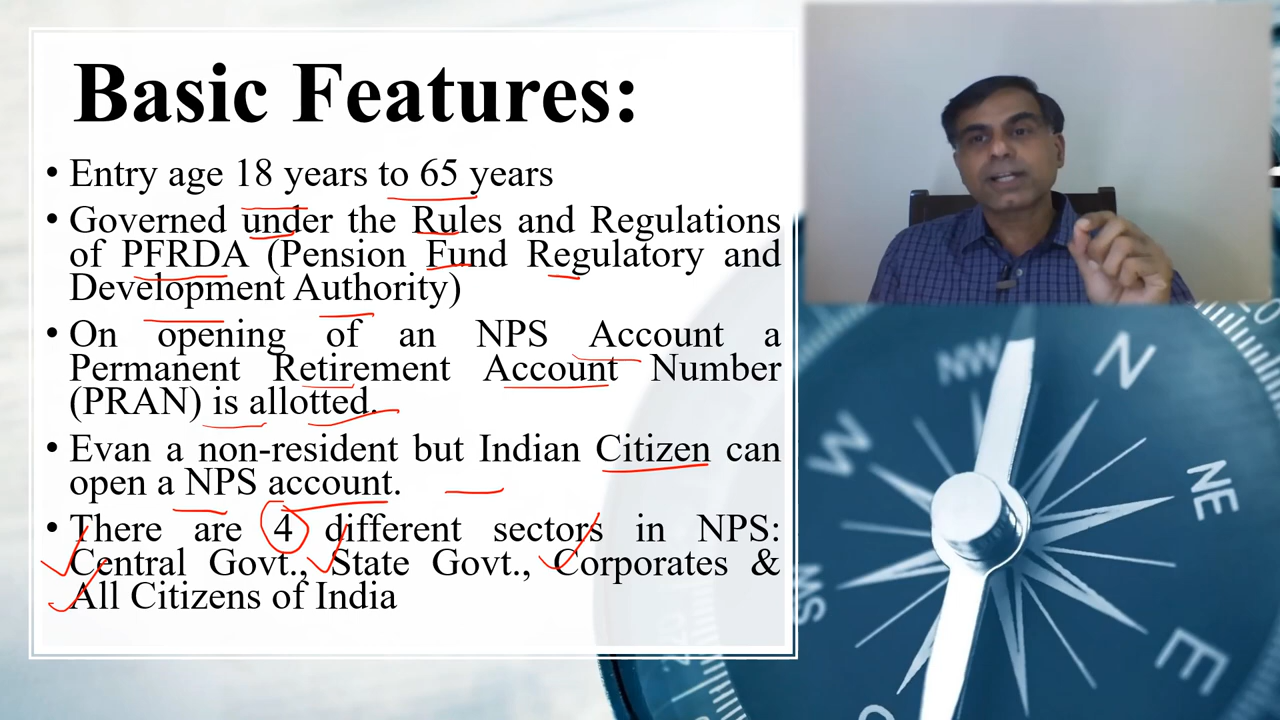 Basic Features:
• Entry age 18 years to 65 years
• Governed under the Rules and Regulations
of PFRDA (Pension Fund Regulatory and
Development Authority)
• On opening of an NPS Account a
Permanent Retirement Account Number
(PRAN) is allotted.
• Evan a non-resident but Indian Citizen can
open a NPS account.
• There are 4 different sectors in NPS:
Central Govt., State Govt., Corporates &
All Citizens of India
NW
N
W
NE
SW
E